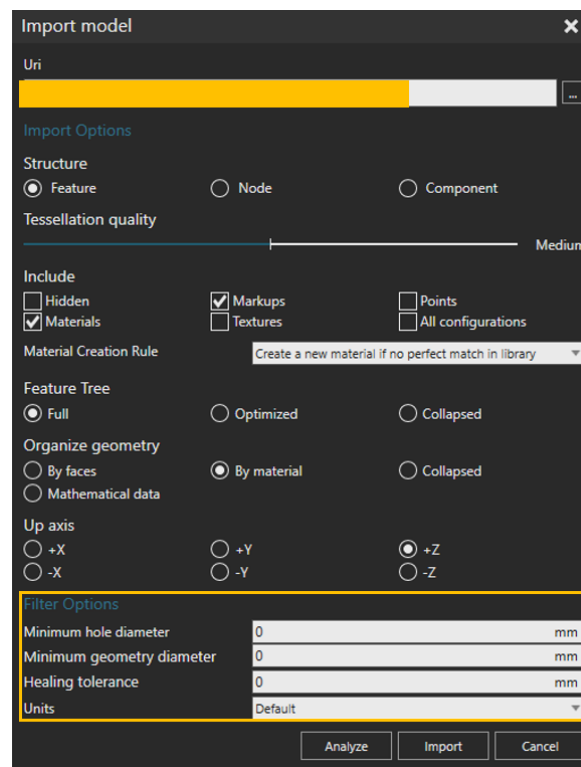 Import model
Uri
...
Import Options
Structure
Feature Node Component
Tessellation quality
Medium
Include
Hidden Markups Points
Materials Textures All configurations
Material Creation Rule Create a new material if no perfect match in library
Feature Tree
Full Optimized Collapsed
Organize geometry
By faces By material Collapsed
Mathematical data
Up axis
+X +Y +Z
-X -Y -Z
Filter Options
Minimum hole diameter 0 mm
Minimum geometry diameter 0 mm
Healing tolerance 0 mm
Units Default
Analyze Import Cancel